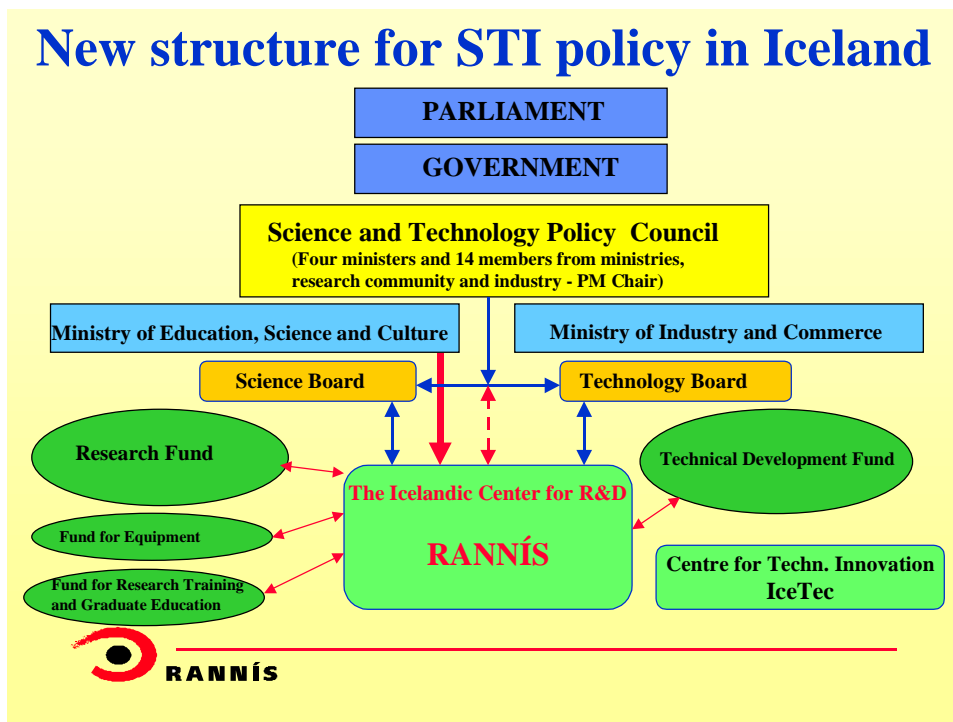 New structure for STI policy in Iceland
PARLIAMENT
GOVERNMENT
Science and Technology Policy Council
(Four ministers and 14 members from ministries,
research community and industry - PM Chair)
Ministry of Education, Science and Culture
Ministry of Industry and Commerce
Science Board
Technology Board
Research Fund
Technical Development Fund
The Icelandic Center for R&D
RANNÍS
Fund for Equipment
Fund for Research Training
and Graduate Education
Centre for Techn. Innovation
IceTec
RANNÍS